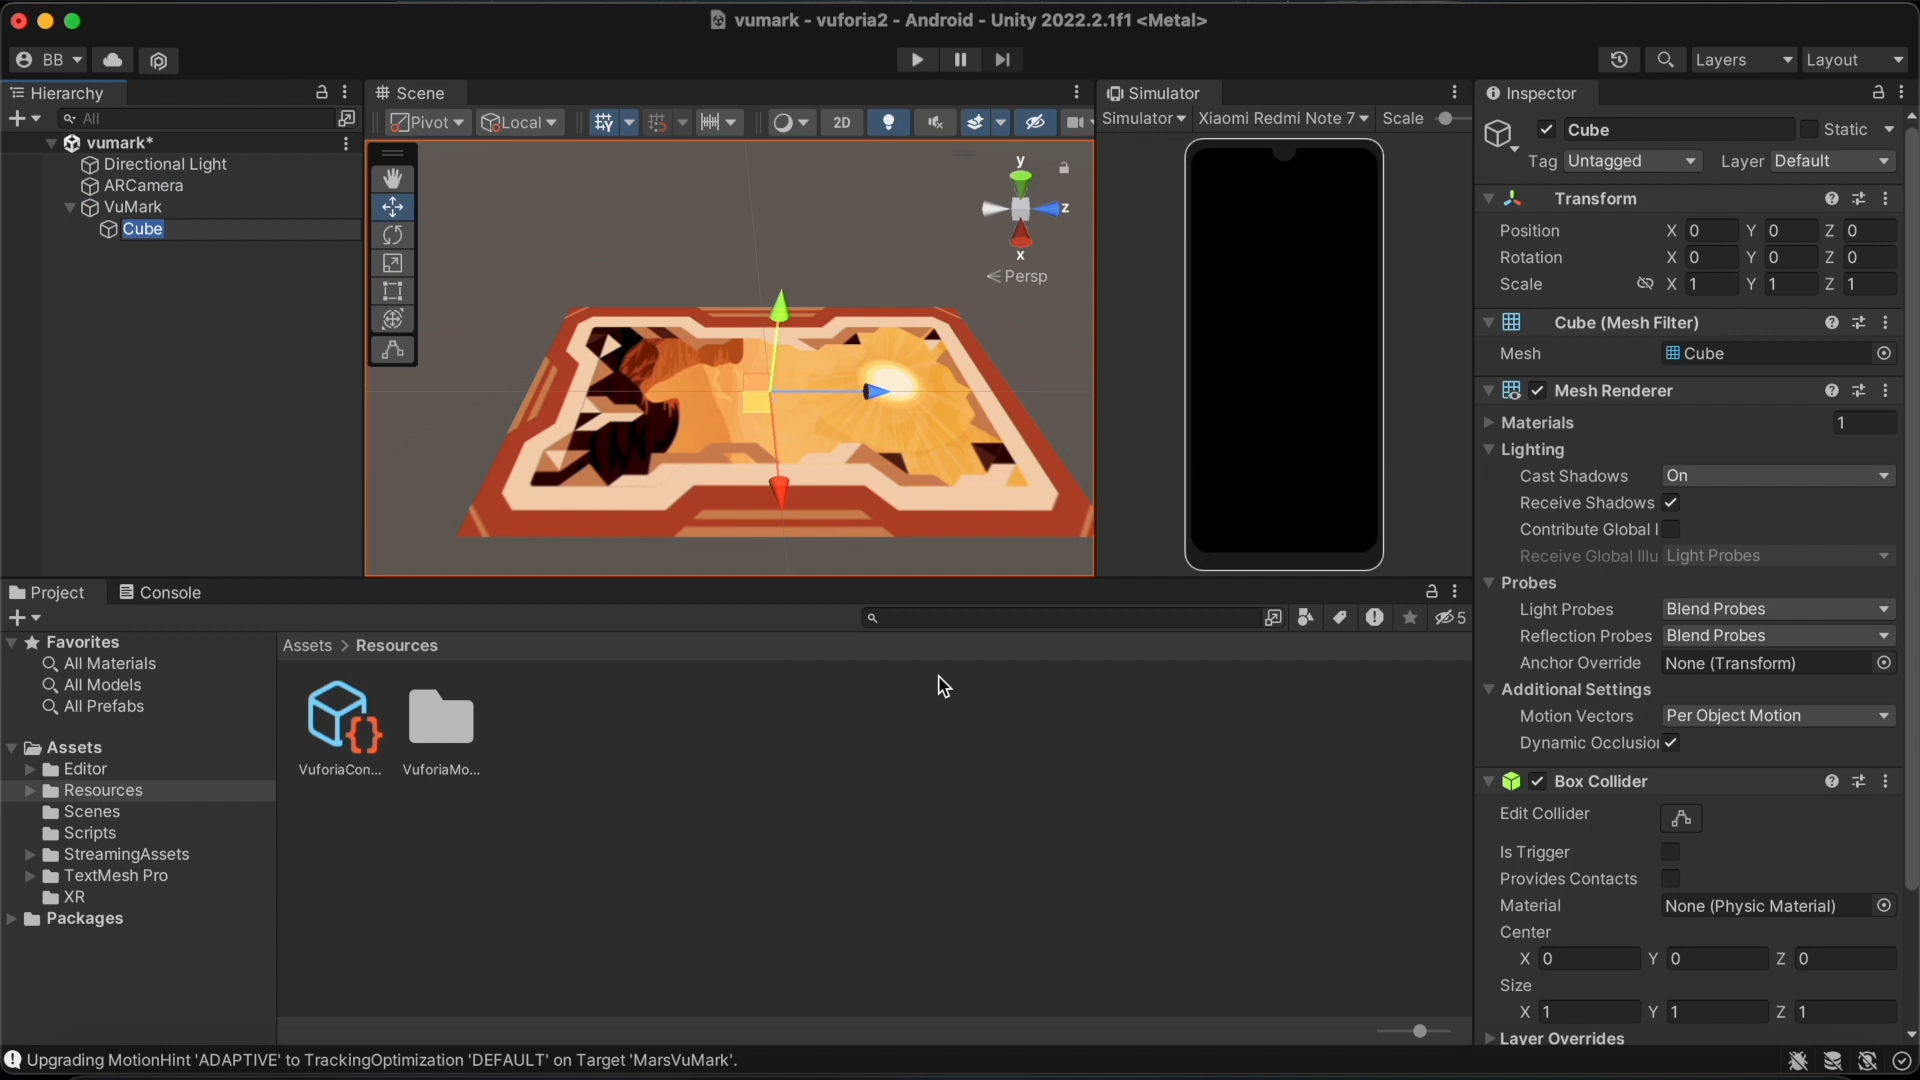 vumark - vuforia2 - Android - Unity 2022.2.1f1 <Metal>
BB
Layers
Layout
Hierarchy
All
vumark*
Directional Light
ARCamera
VuMark
Cube
Scene
Pivot
Local
2D
y
z
x
Persp
Simulator
Simulator
Xiaomi Redmi Note 7
Scale
Inspector
Cube
Static
Tag Untagged Layer Default
Transform
Position X 0 Y 0 Z 0
Rotation X 0 Y 0 Z 0
Scale X 1 Y 1 Z 1
Cube (Mesh Filter)
Mesh Cube
Mesh Renderer
Materials 1
Lighting
Cast Shadows On
Receive Shadows
Contribute Global I
Receive Global Illu Light Probes
Probes
Light Probes Blend Probes
Reflection Probes Blend Probes
Anchor Override None (Transform)
Additional Settings
Motion Vectors Per Object Motion
Dynamic Occlusion
Box Collider
Edit Collider
Is Trigger
Provides Contacts
Material None (Physic Material)
Center
X 0 Y 0 Z 0
Size
X 1 Y 1 Z 1
Layer Overrides
Project
Console
5
Favorites
All Materials
All Models
All Prefabs
Assets
Editor
Resources
Scenes
Scripts
StreamingAssets
TextMesh Pro
XR
Packages
Assets > Resources
VuforiaCon...
VuforiaMo...
Upgrading MotionHint 'ADAPTIVE' to TrackingOptimization 'DEFAULT' on Target 'MarsVuMark'.